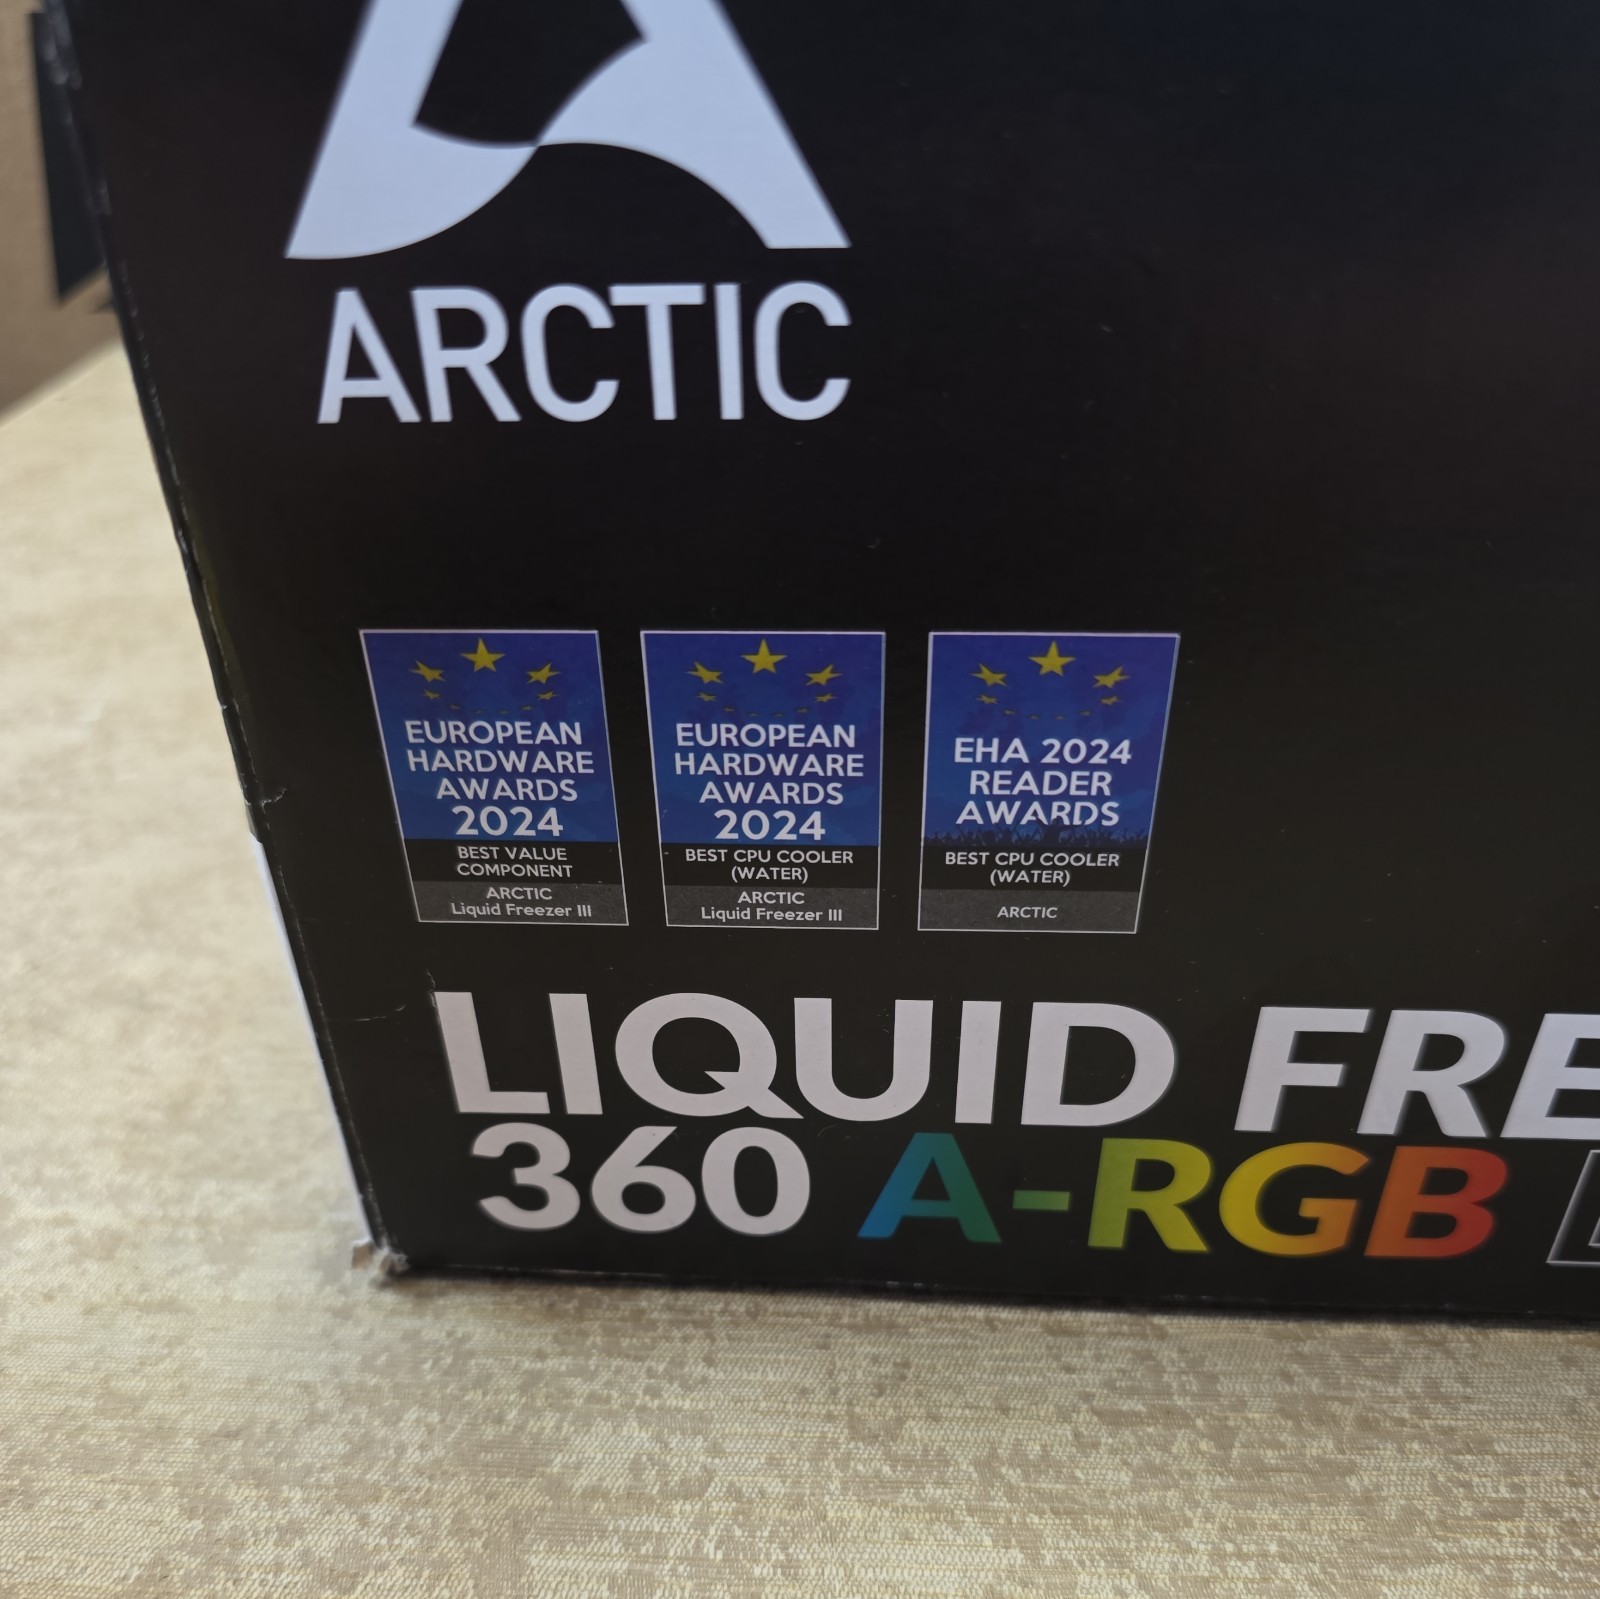 ARCTIC
EUROPEAN
HARDWARE
AWARDS
2024
BEST VALUE
COMPONENT
ARCTIC
Liquid Freezer III
EUROPEAN
HARDWARE
AWARDS
2024
BEST CPU COOLER
(WATER)
ARCTIC
Liquid Freezer III
EHA 2024
READER
AWARDS
BEST CPU COOLER
(WATER)
ARCTIC
LIQUID FRE
360 A-RGB